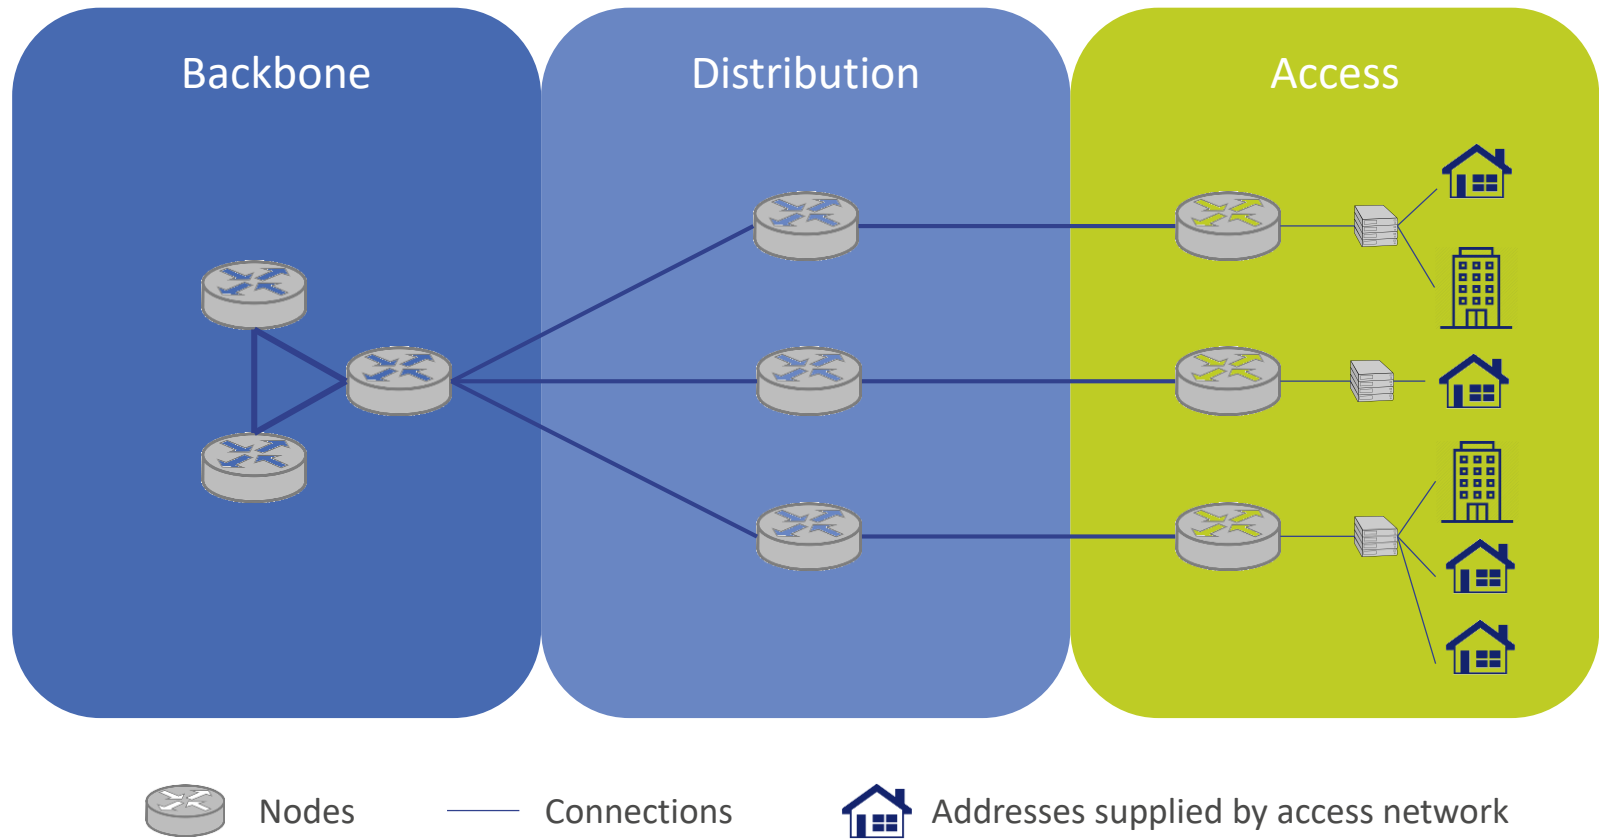 Backbone
Distribution
Access
Nodes
Connections
Addresses supplied by access network